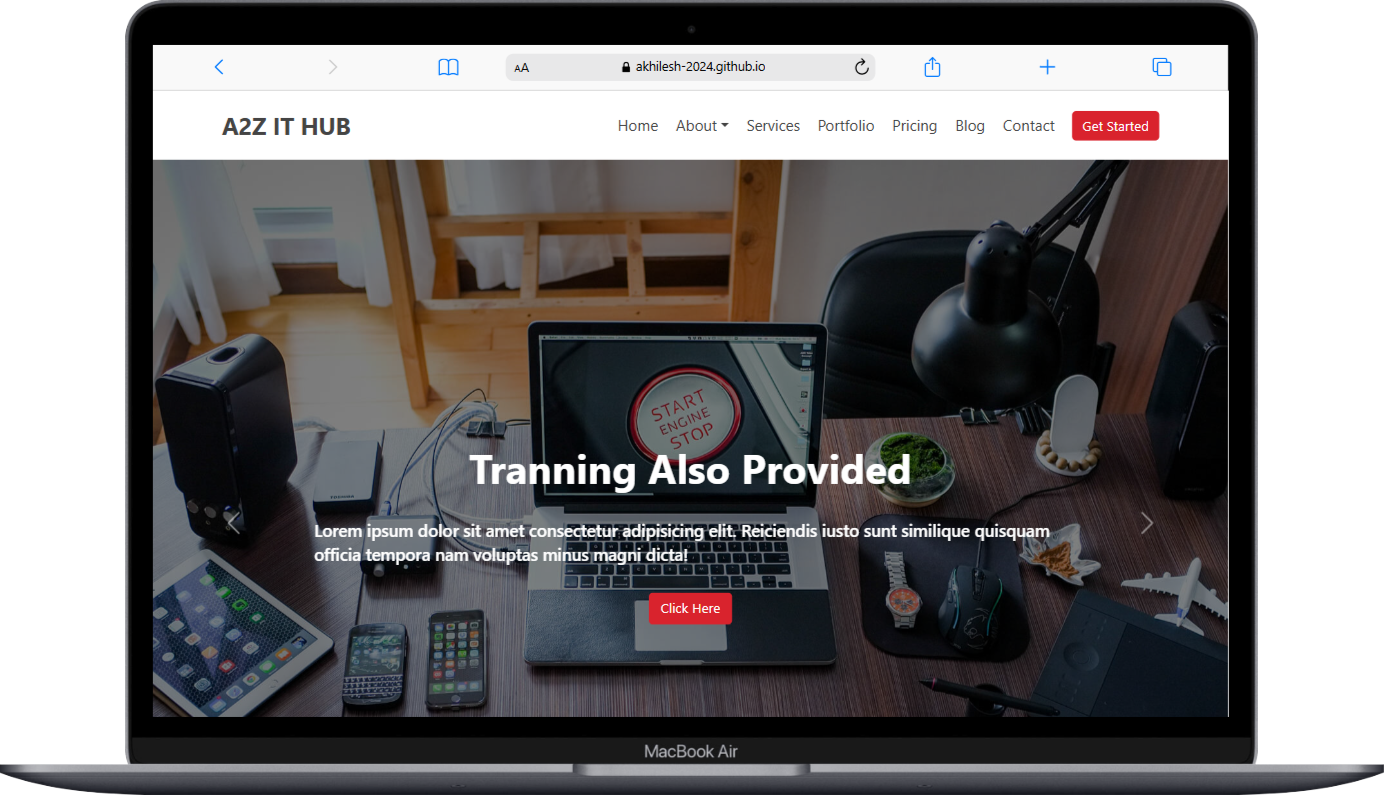 AA akhilesh-2024.github.io
A2Z IT HUB
Home About Services Portfolio Pricing Blog Contact Get Started
START
ENGINE
STOP
TOSHIBA
Tranning Also Provided
Lorem ipsum dolor sit amet consectetur adipisicing elit. Reiciendis iusto sunt similique quisquam
officia tempora nam voluptas minus magni dicta!
Click Here
MacBook Air